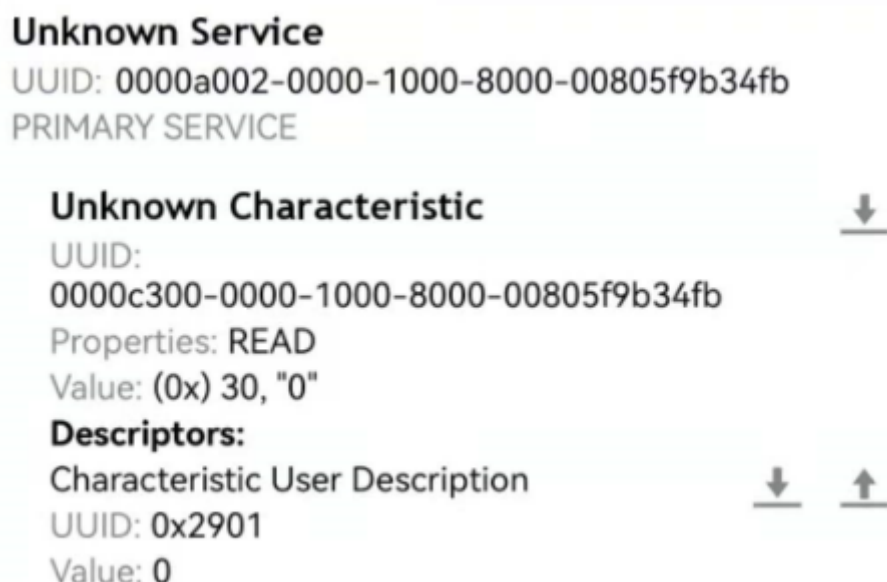 Unknown Service
UUID: 0000a002-0000-1000-8000-00805f9b34fb
PRIMARY SERVICE
Unknown Characteristic
UUID:
0000c300-0000-1000-8000-00805f9b34fb
Properties: READ
Value: (0x) 30, "0"
Descriptors:
Characteristic User Description
UUID: 0x2901
Value: 0